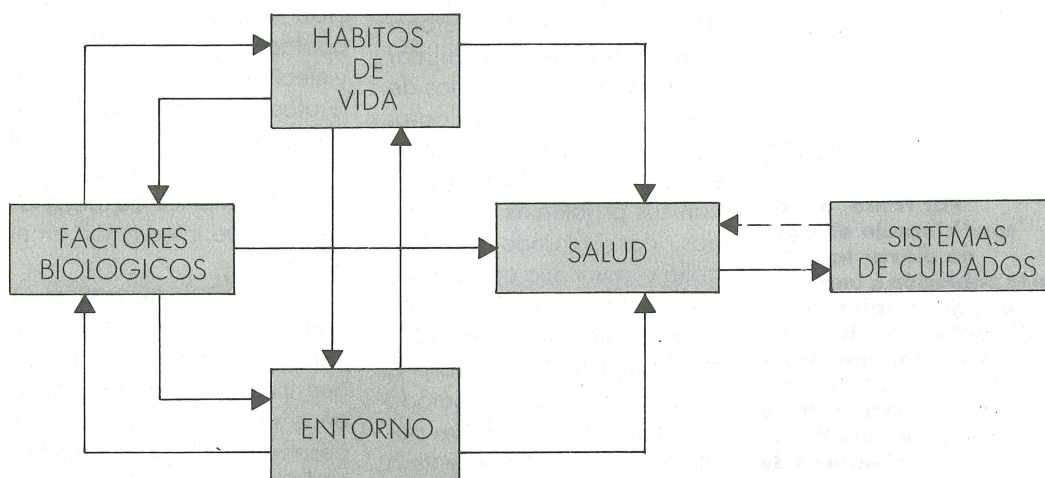 HABITOS
DE
VIDA
FACTORES
BIOLOGICOS
SALUD
SISTEMAS
DE CUIDADOS
ENTORNO